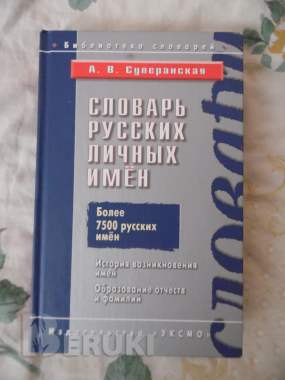 Библиотека словарей
А. В. Суперанская
СЛОВАРЬ
РУССКИХ
ЛИЧНЫХ
ИМЁН
Более
7500 русских
имён
История возникновения
имён
Образование отчеств
и фамилий
Издательство «ЭКСМО»
словари
BERUKI